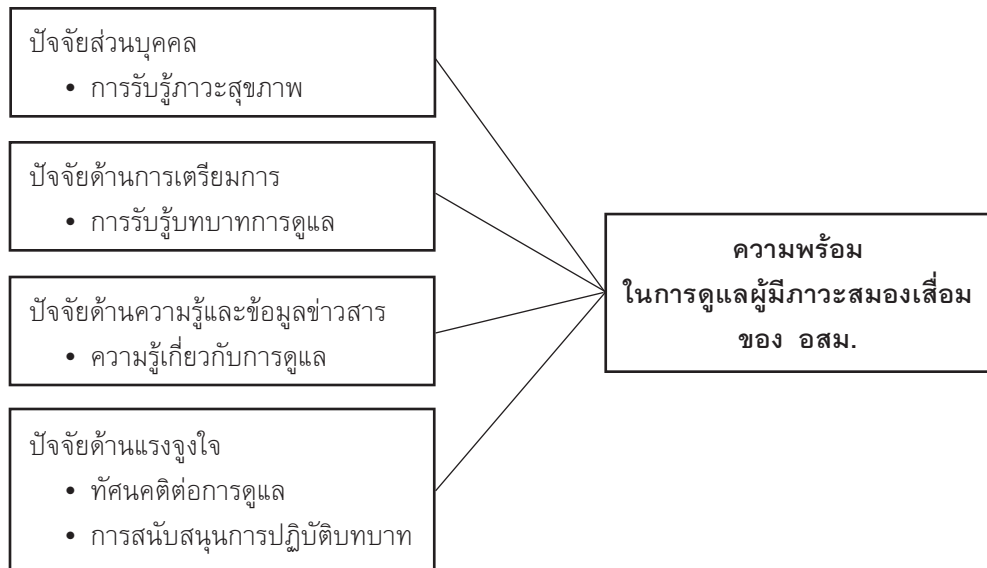 ปัจจัยส่วนบุคคล
• การรับรู้ภาวะสุขภาพ
ปัจจัยด้านการเตรียมการ
• การรับรู้บทบาทการดูแล
ปัจจัยด้านความรู้และข้อมูลข่าวสาร
• ความรู้เกี่ยวกับการดูแล
ปัจจัยด้านแรงจูงใจ
• ทัศนคติต่อการดูแล
• การสนับสนุนการปฏิบัติบทบาท
ความพร้อม
ในการดูแลผู้มีภาวะสมองเสื่อม
ของ อสม.